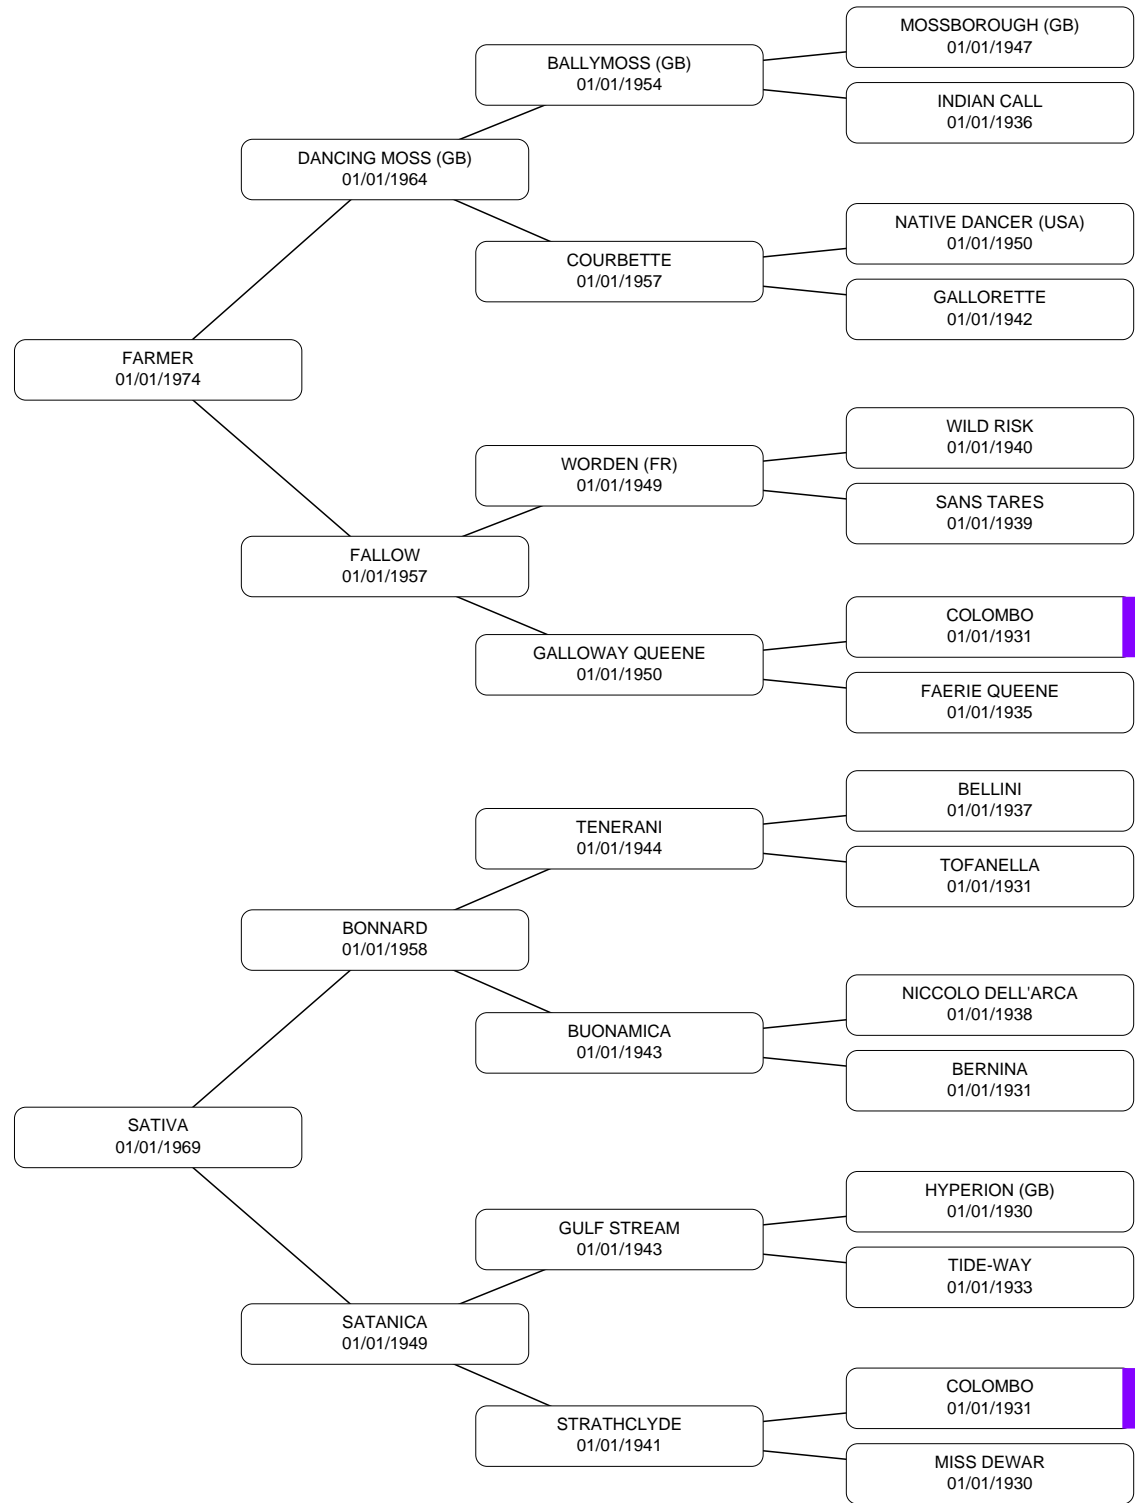 MOSSBOROUGH (GB)
01/01/1947
BALLYMOSS (GB)
01/01/1954
INDIAN CALL
01/01/1936
DANCING MOSS (GB)
01/01/1964
NATIVE DANCER (USA)
01/01/1950
COURBETTE
01/01/1957
GALLORETTE
01/01/1942
FARMER
01/01/1974
WILD RISK
01/01/1940
WORDEN (FR)
01/01/1949
SANS TARES
01/01/1939
FALLOW
01/01/1957
COLOMBO
01/01/1931
GALLOWAY QUEENE
01/01/1950
FAERIE QUEENE
01/01/1935
BELLINI
01/01/1937
TENERANI
01/01/1944
TOFANELLA
01/01/1931
BONNARD
01/01/1958
NICCOLO DELL'ARCA
01/01/1938
BUONAMICA
01/01/1943
BERNINA
01/01/1931
SATIVA
01/01/1969
HYPERION (GB)
01/01/1930
GULF STREAM
01/01/1943
TIDE-WAY
01/01/1933
SATANICA
01/01/1949
COLOMBO
01/01/1931
STRATHCLYDE
01/01/1941
MISS DEWAR
01/01/1930